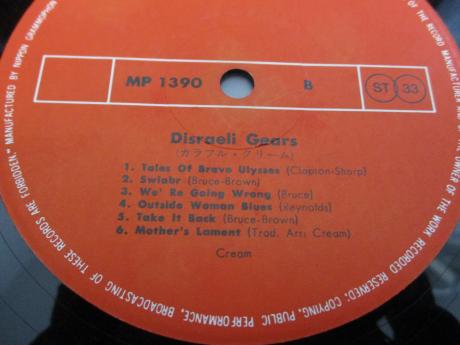 MP 1390 B ST 33
Disraeli Gears
(カラフル・クリーム)
1. Tales Of Brave Ulysses (Clapton-Sharp)
2. Swlabr (Bruce-Brown)
3. We' Re Going Wrong (Bruce)
4. Outside Woman Blues (Reynolds)
5. Take It Back (Bruce-Brown)
6. Mother's Lament (Trad. Arr: Cream)
Cream
OF THE RECORD MANUFACTURER AND THE OWNER OF THE WORK RECORDED RESERVED: COPYING, PUBLIC PERFORMANCE, BROADCASTING OF THESE RECORDS ARE FORBIDDEN." MANUFACTURED BY NIPPON GRAMMOPHON